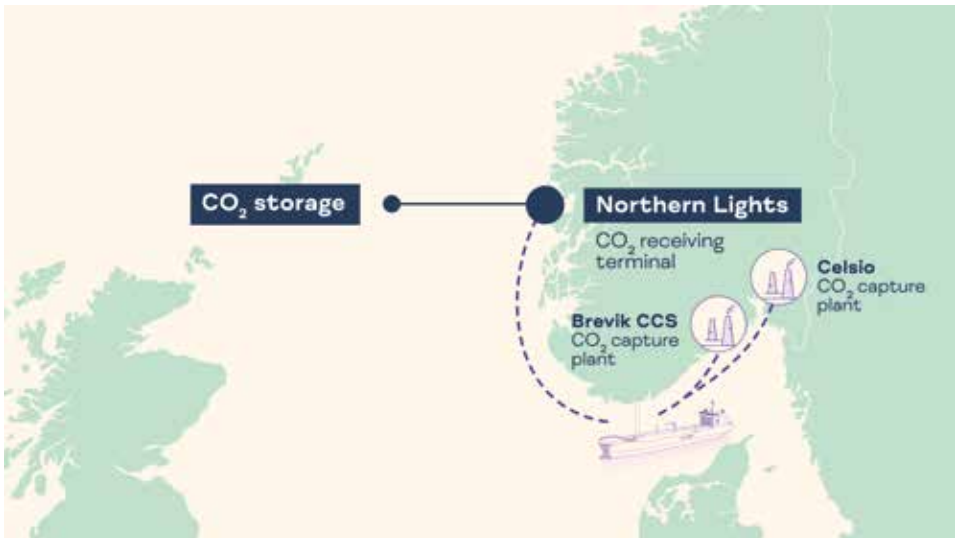 CO₂ storage
Northern Lights
CO₂ receiving
terminal
Celsio
CO₂ capture
plant
Brevik CCS
CO₂ capture
plant